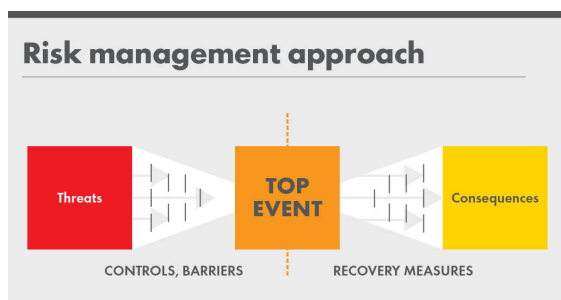 Risk management approach
Threats
TOP
EVENT
Consequences
CONTROLS, BARRIERS
RECOVERY MEASURES